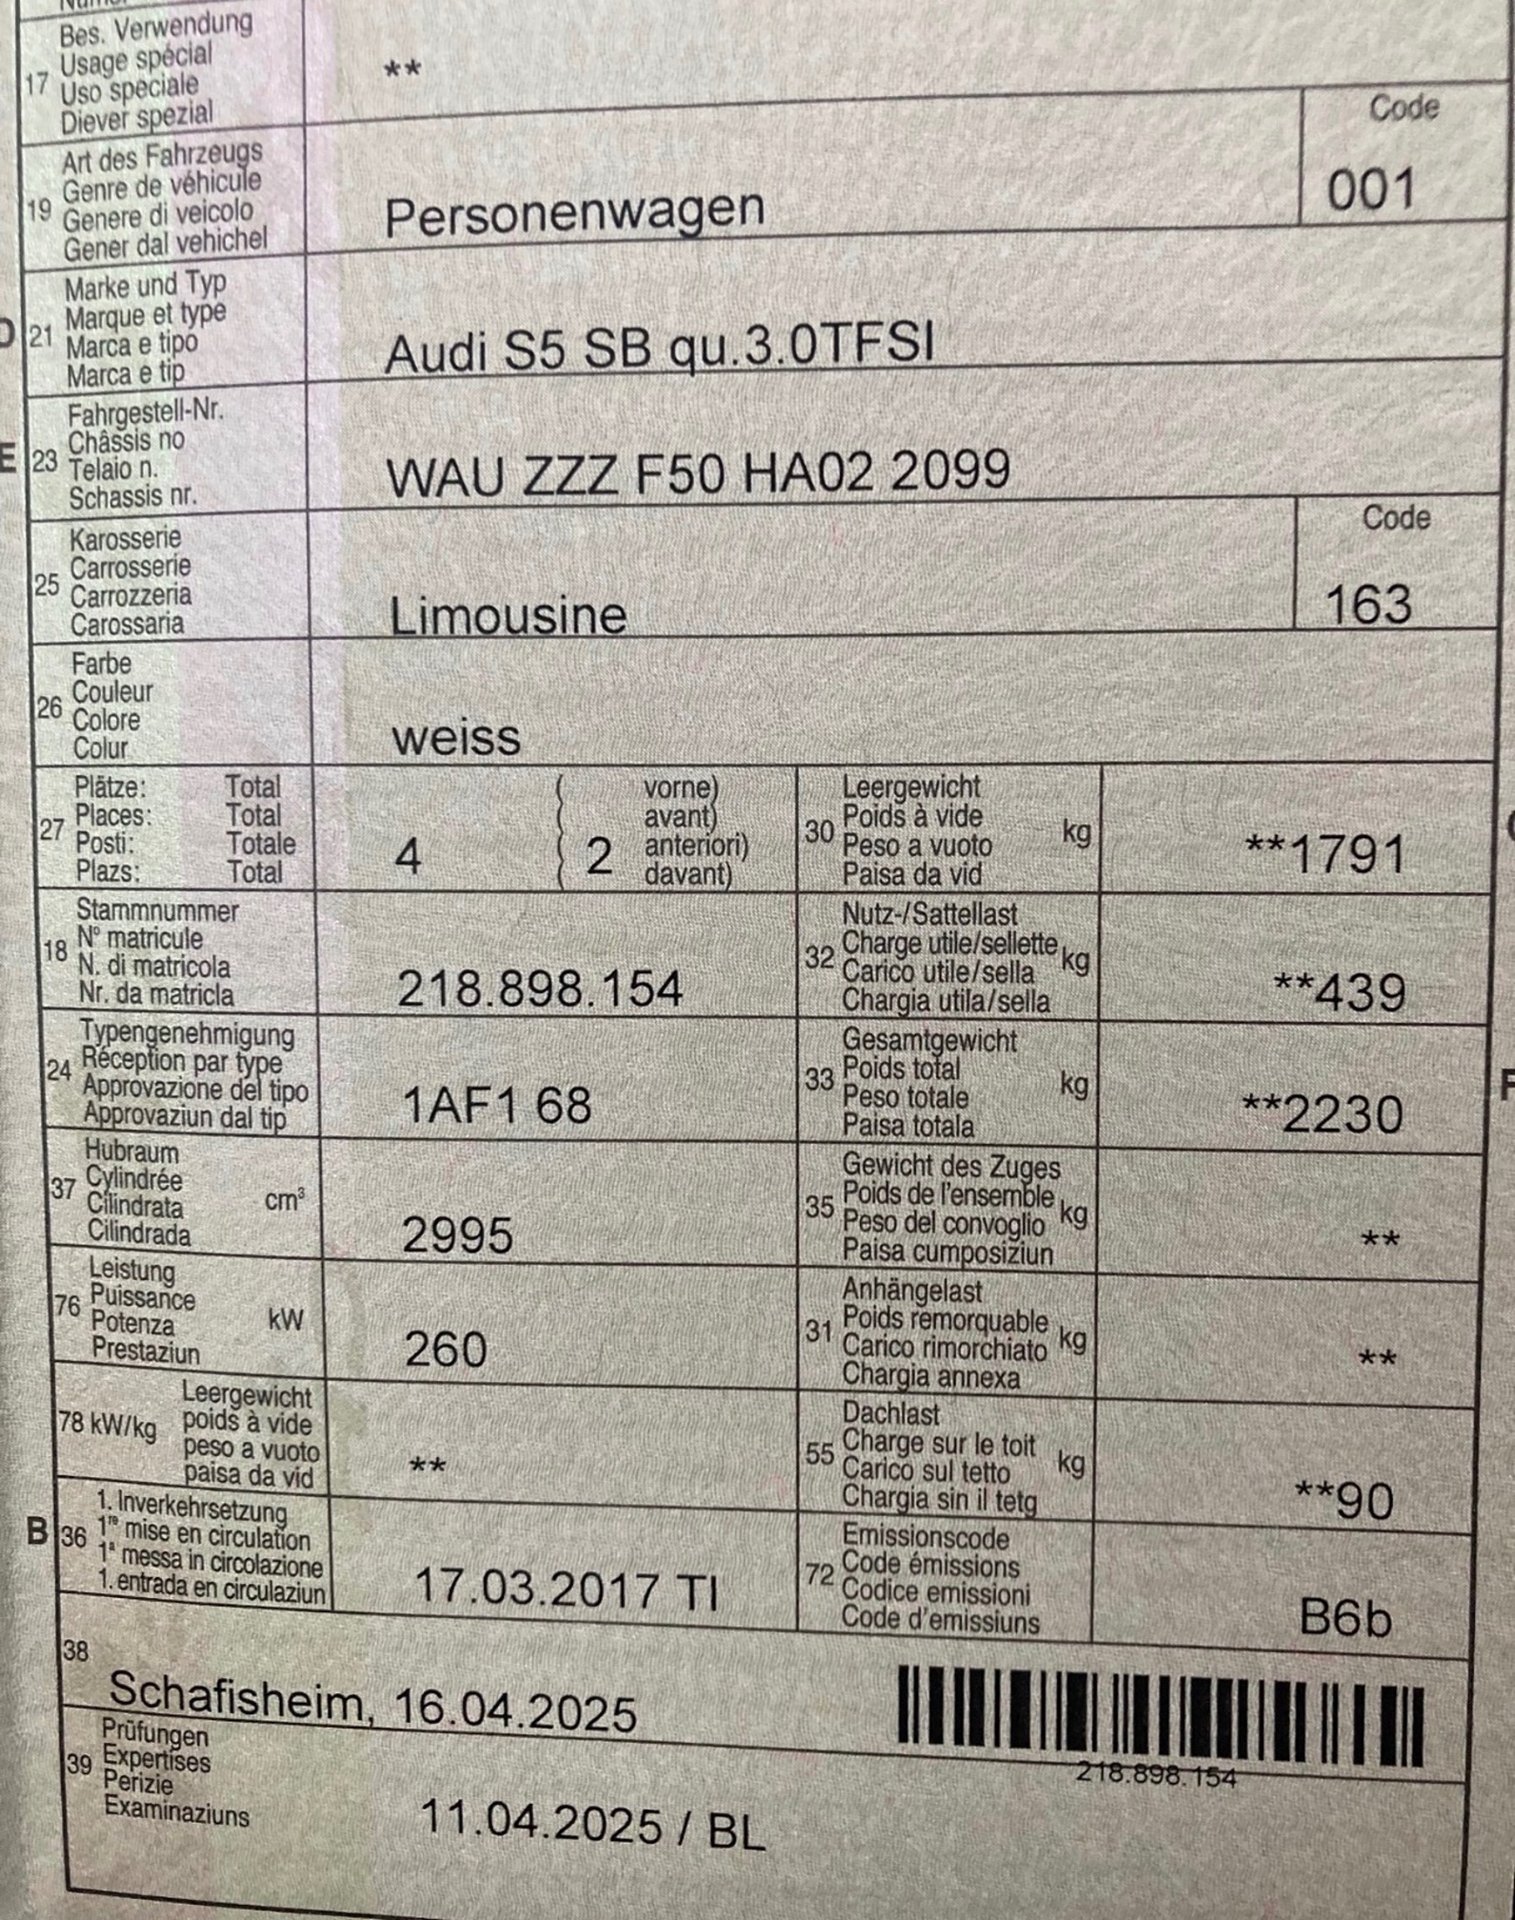 Bes. Verwendung
Usage spécial
17 Uso speciale
Diever spezial
**
Art des Fahrzeugs
Genre de véhicule
19 Genere di veicolo
Gener dal vehichel
Personenwagen
Code
001
Marke und Typ
21 Marque et type
Marca e tipo
Marca e tip
Audi S5 SB qu.3.0TFSI
Fahrgestell-Nr.
E 23 Châssis no
Telaio n.
Schassis nr.
WAU ZZZ F50 HA02 2099
Karosserie
25 Carrosserie
Carrozzeria
Carossaria
Limousine
Code
163
Farbe
26 Couleur
Colore
Colur
weiss
Plätze: Total
27 Places: Total
Posti: Totale
Plazs: Total
4 ( 2 vorne)
avant)
anteriori)
davant)
Leergewicht
30 Poids à vide kg
Peso a vuoto
Paisa da vid
**1791
Stammnummer
18 N° matricule
N. di matricola
Nr. da matricla
218.898.154
Nutz-/Sattellast
32 Charge utile/sellette kg
Carico utile/sella
Chargia utila/sella
**439
Typengenehmigung
24 Réception par type
Approvazione del tipo
Approvaziun dal tip
1AF1 68
Gesamtgewicht
33 Poids total kg
Peso totale
Paisa totala
**2230
Hubraum
37 Cylindrée cm³
Cilindrata
Cilindrada
2995
Gewicht des Zuges
35 Poids de l'ensemble kg
Peso del convoglio
Paisa cumposiziun
**
Leistung
76 Puissance kW
Potenza
Prestaziun
260
Anhängelast
31 Poids remorquable kg
Carico rimorchiato
Chargia annexa
**
Leergewicht
78 kW/kg poids à vide
peso a vuoto
paisa da vid
**
Dachlast
55 Charge sur le toit kg
Carico sul tetto
Chargia sin il tetg
**90
1. Inverkehrsetzung
B 36 1re mise en circulation
1a messa in circolazione
1. entrada en circulaziun
17.03.2017 TI
Emissionscode
72 Code émissions
Codice emissioni
Code d'emissiuns
B6b
38
Schafisheim, 16.04.2025
218.898.154
Prüfungen
39 Expertises
Perizie
Examinaziuns
11.04.2025 / BL